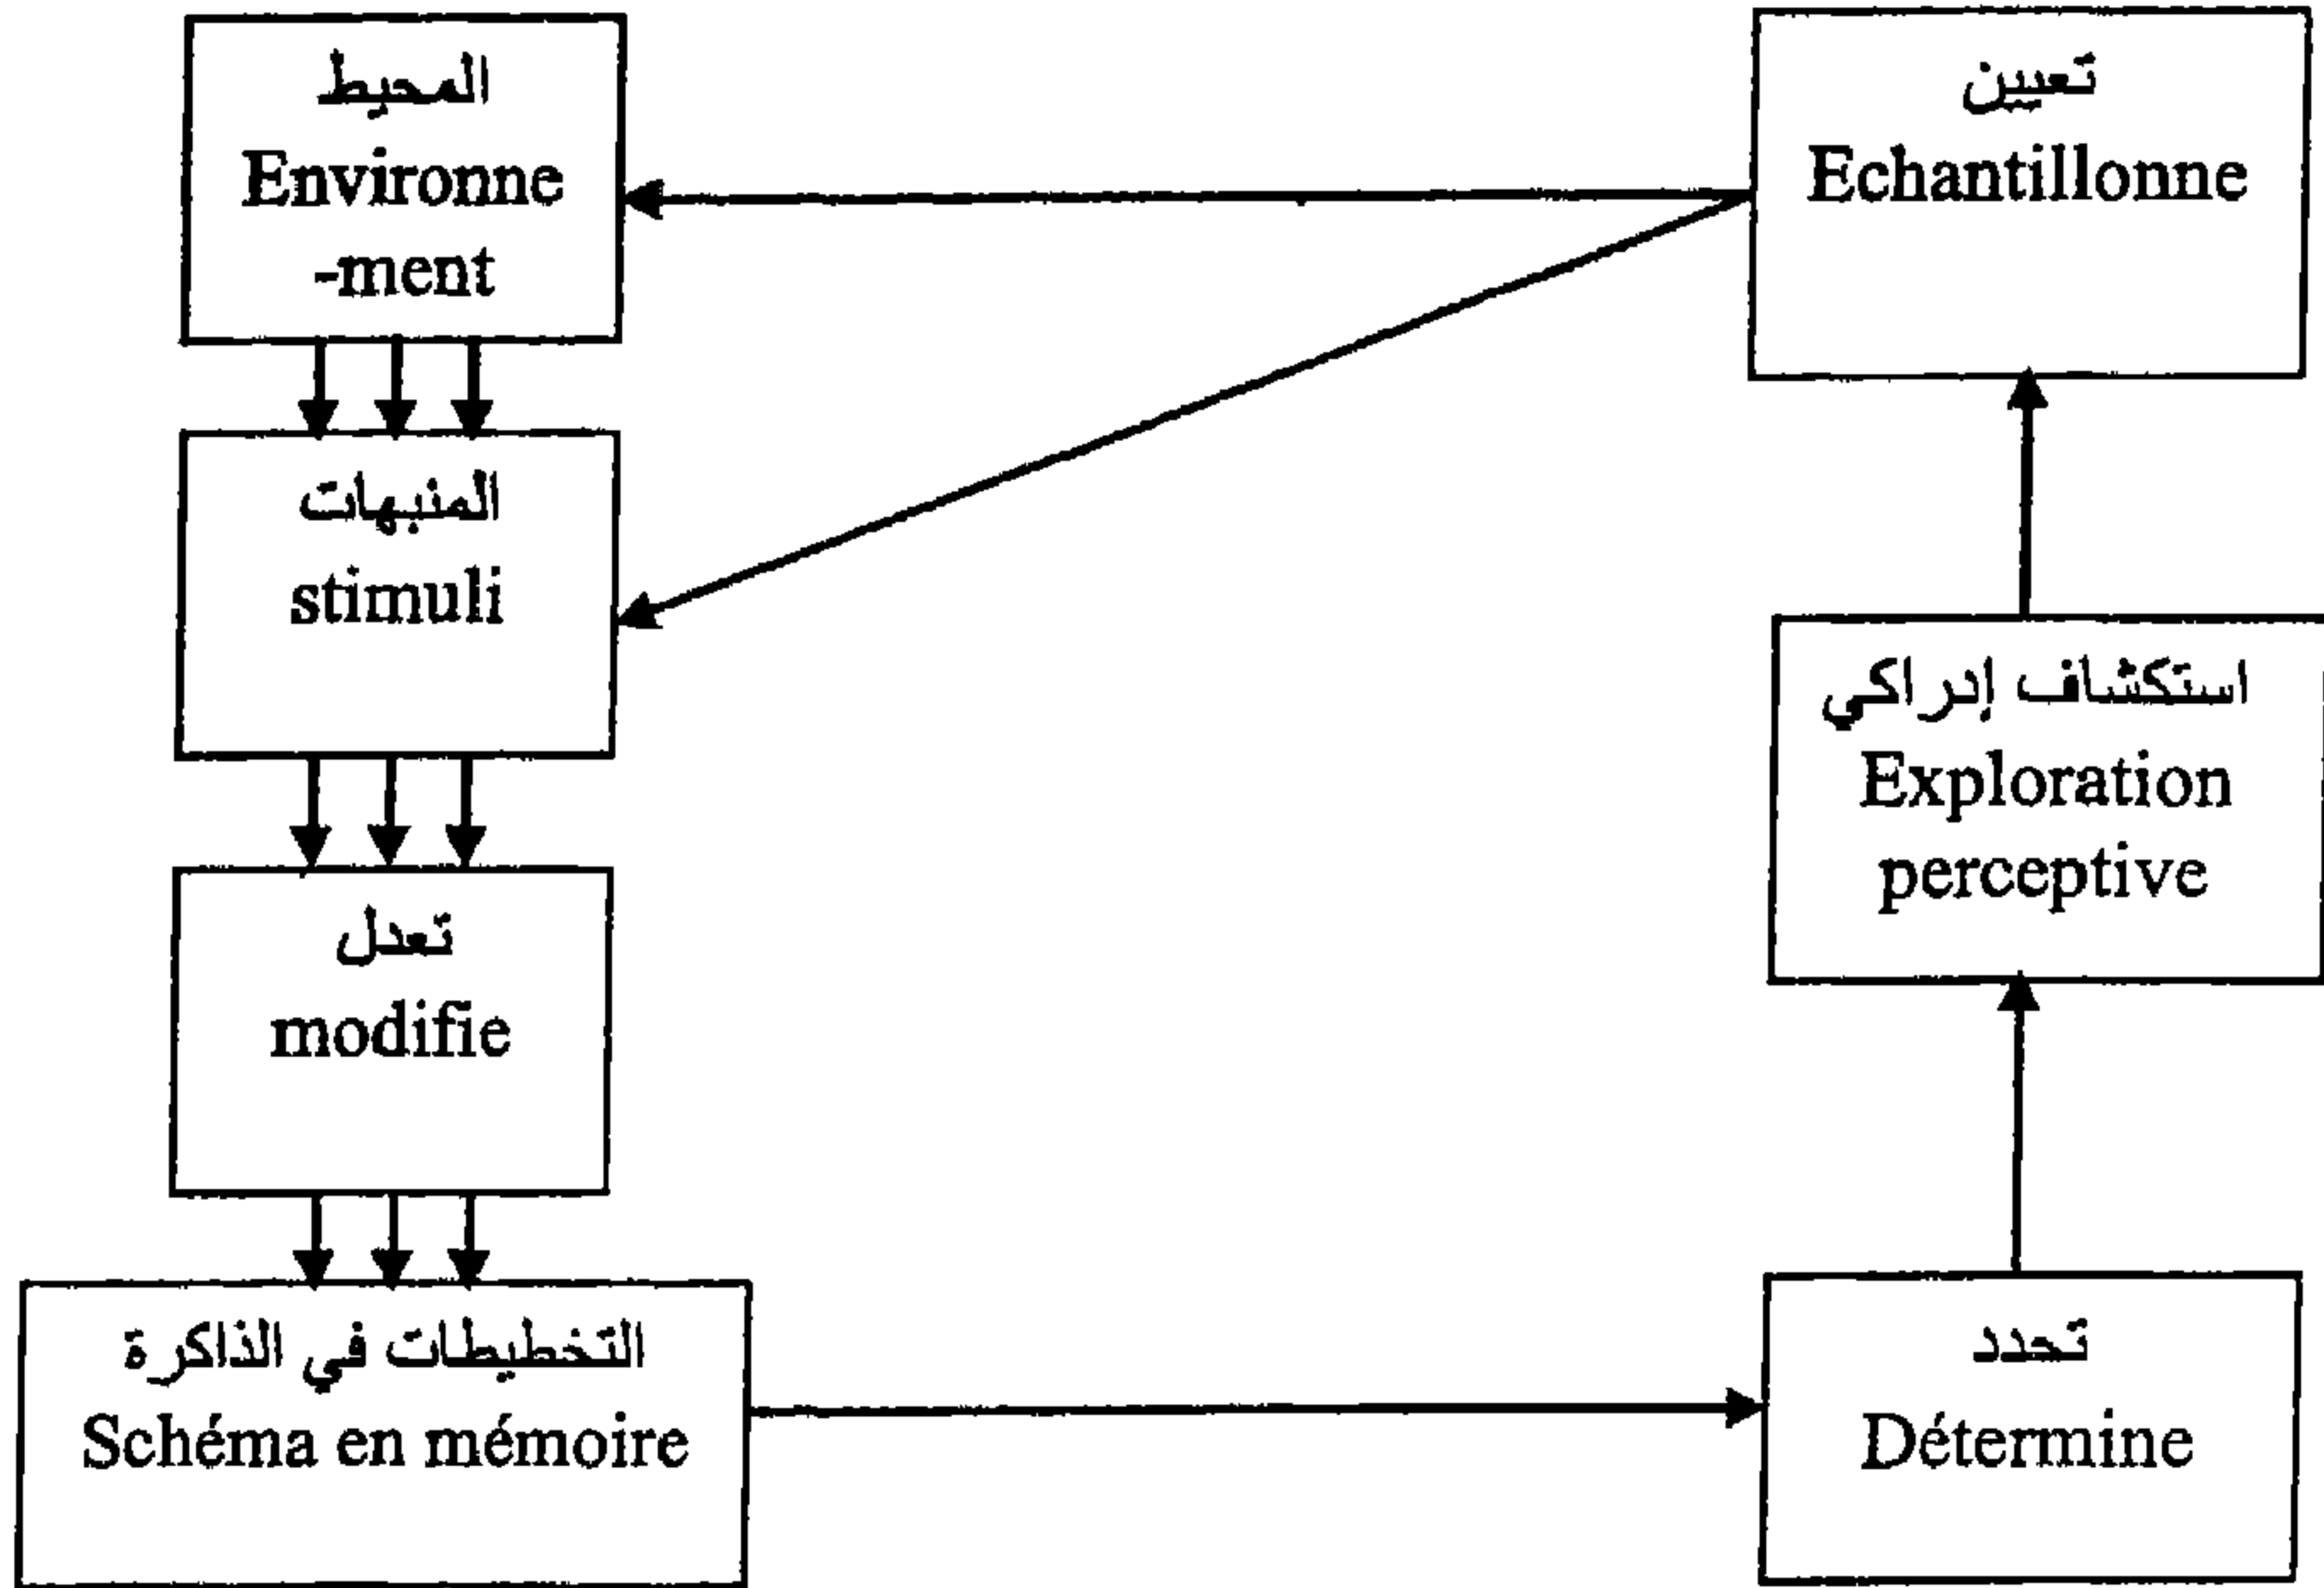 المحيط
Environne
-ment
تعيين
Echantillonne
المنبهات
stimuli
استكشاف إدراكي
Exploration
perceptive
تعدل
modifie
التخطيطات في الذاكرة
Schéma en mémoire
تحدد
Détermine